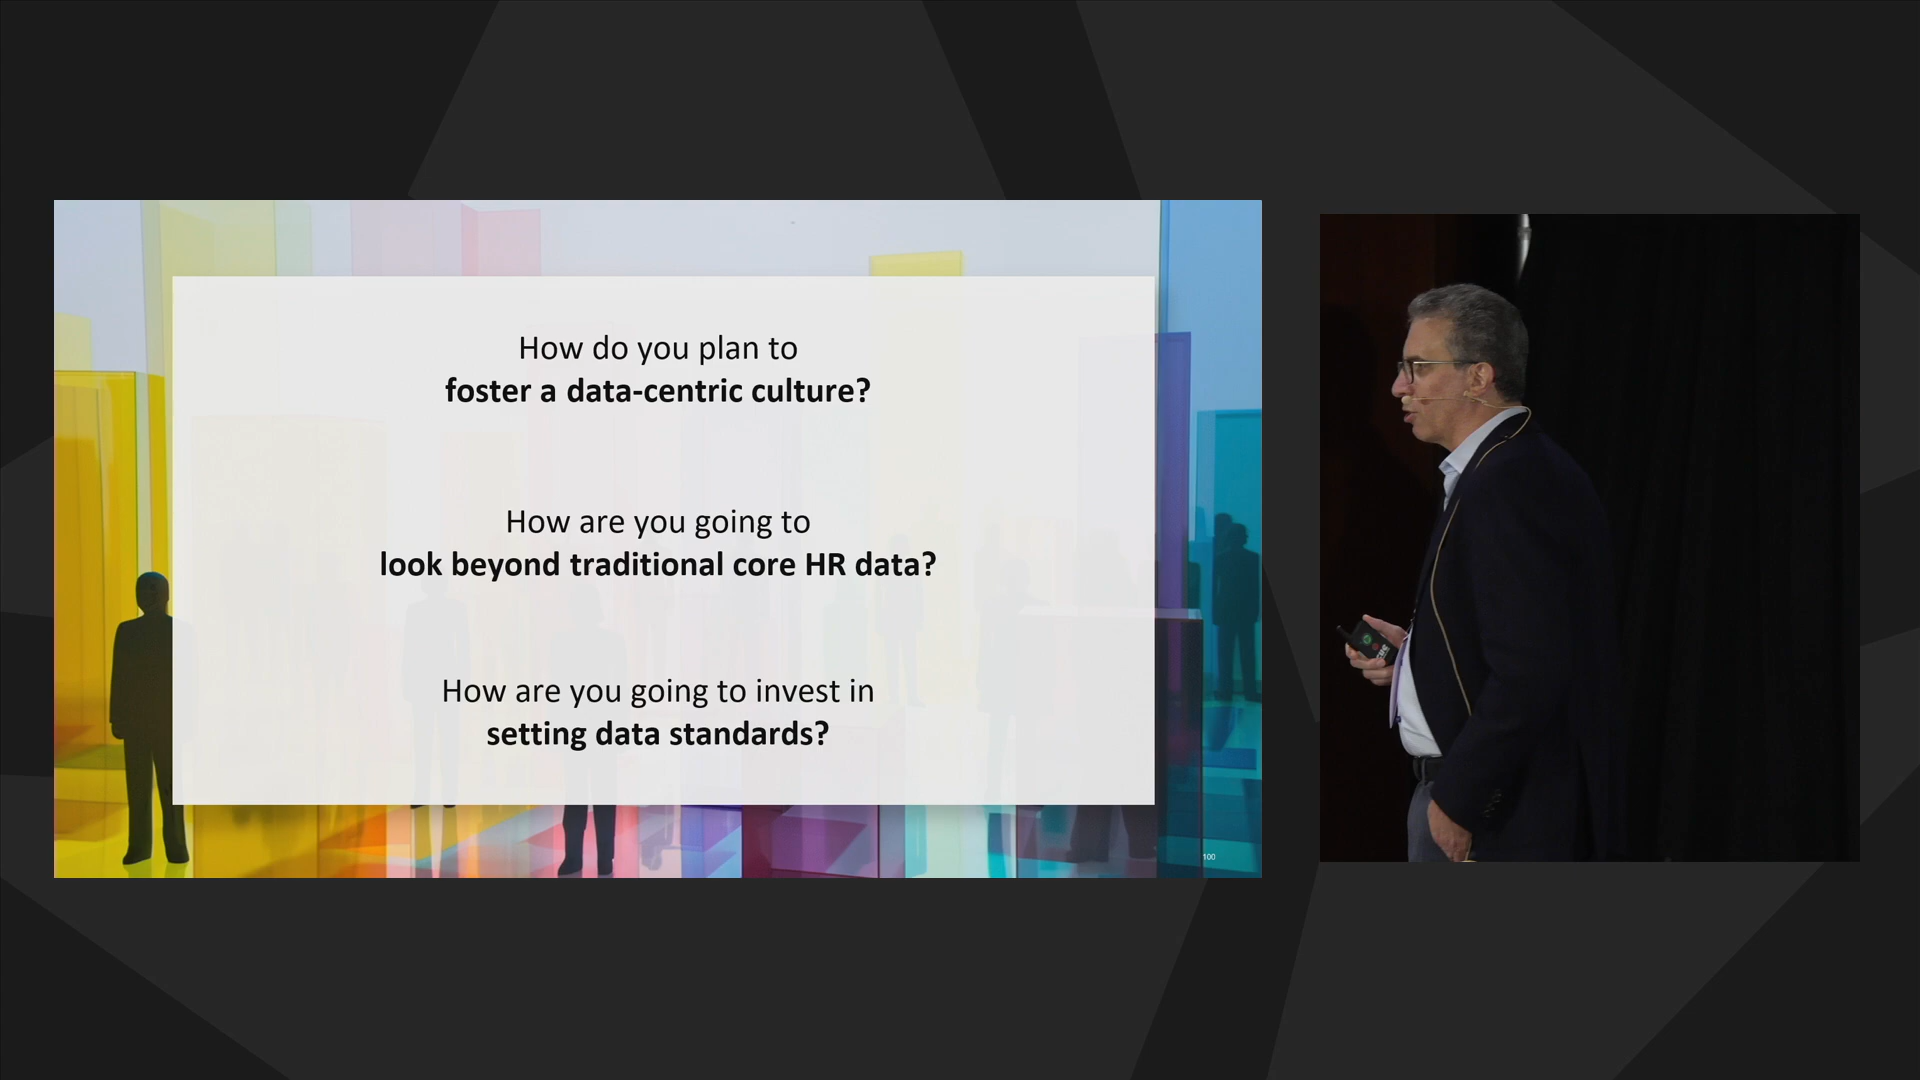 How do you plan to
foster a data-centric culture?
How are you going to
look beyond traditional core HR data?
How are you going to invest in
setting data standards?
100